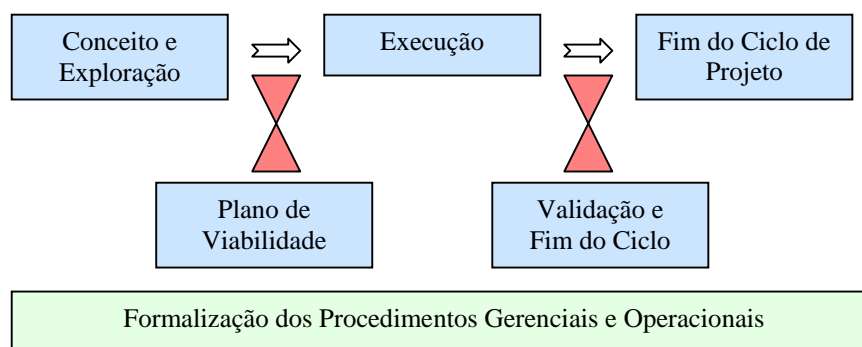 Conceito e
Exploração
Execução
Fim do Ciclo de
Projeto
Plano de
Viabilidade
Validação e
Fim do Ciclo
Formalização dos Procedimentos Gerenciais e Operacionais